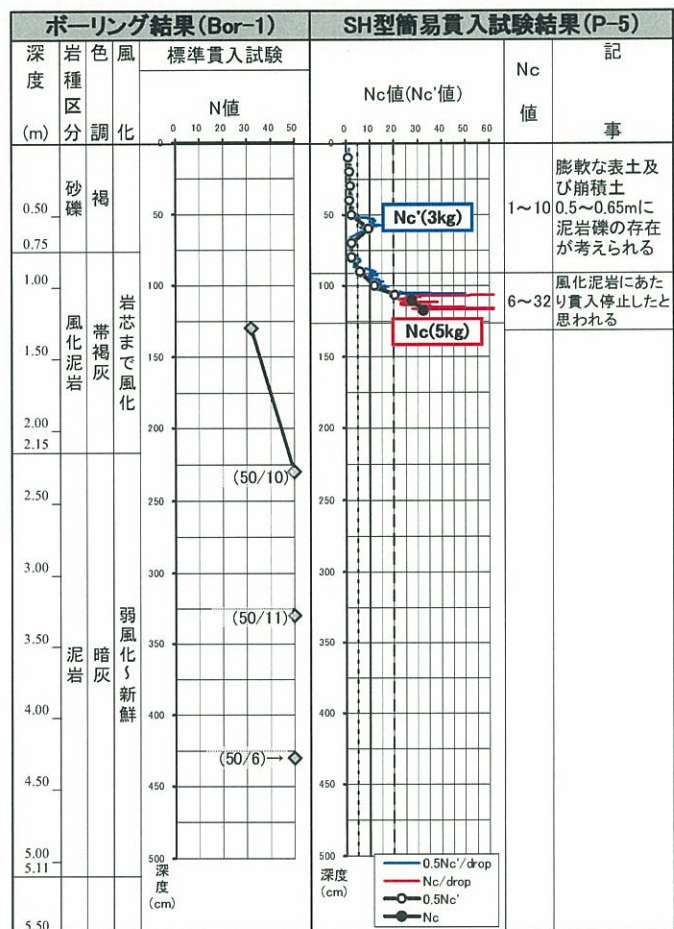 ボーリング結果(Bor-1)
SH型簡易貫入試験結果(P-5)
深度(m)
岩種区分
色調
風化
標準貫入試験
N値
0 10 20 30 40 50
Nc値(Nc'値)
0 10 20 30 40 50 60
Nc値
記事
0.50
0.75
1.00
1.50
2.00
2.15
2.50
3.00
3.50
4.00
4.50
5.00
5.11
5.50
砂礫
褐
風化泥岩
帯褐灰
岩芯まで風化
泥岩
暗灰
弱風化~新鮮
0
50
100
150
200
250
300
350
400
450
500
深度
(cm)
(50/10)
(50/11)
(50/6)→
0
50
100
150
200
250
300
350
400
450
500
深度
(cm)
Nc'(3kg)
Nc(5kg)
0.5Nc'/drop
Nc/drop
0.5Nc'
Nc
1~10
膨軟な表土及
び崩積土
0.5~0.65mに
泥岩礫の存在
が考えられる
6~32
風化泥岩にあた
り貫入停止したと
思われる